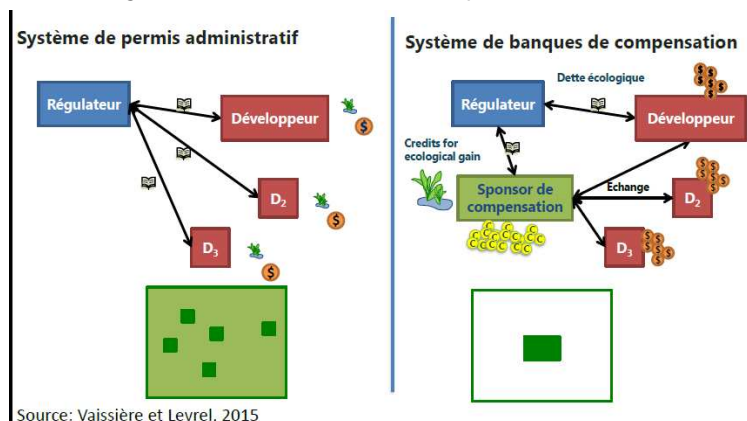 Système de permis administratif
Régulateur
Développeur
$
D2
$
D3
$
Système de banques de compensation
Dette écologique
Régulateur
Développeur
Credits for
ecological gain
Sponsor de
compensation
Echange
D2
D3
Source: Vaissière et Levrel, 2015